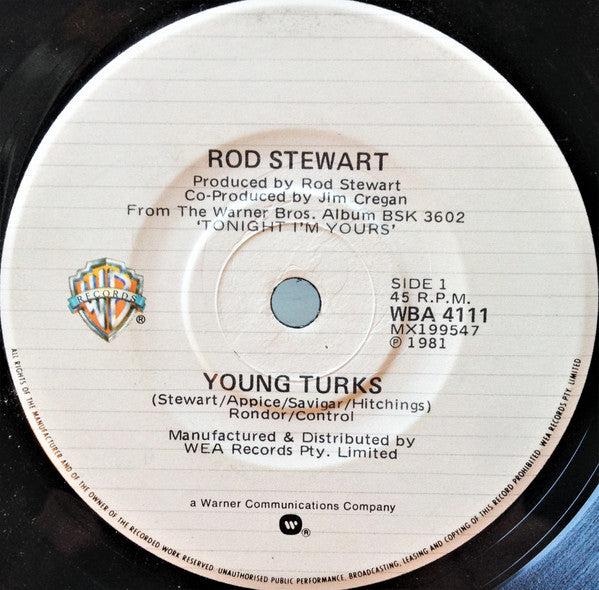 ROD STEWART
Produced by Rod Stewart
Co-Produced by Jim Cregan
From The Warner Bros. Album BSK 3602
'TONIGHT I'M YOURS'
WB
RECORDS
®
SIDE 1
45 R.P.M.
WBA 4111
MX199547
℗ 1981
YOUNG TURKS
(Stewart/Appice/Savigar/Hitchings)
Rondor/Control
Manufactured & Distributed by
WEA Records Pty. Limited
a Warner Communications Company
®
ALL RIGHTS OF THE MANUFACTURER AND OF THE OWNER OF THE RECORDED WORK RESERVED. UNAUTHORISED PUBLIC PERFORMANCE, BROADCASTING, LEASING AND COPYING OF THIS RECORD PROHIBITED. WEA RECORDS PTY. LIMITED